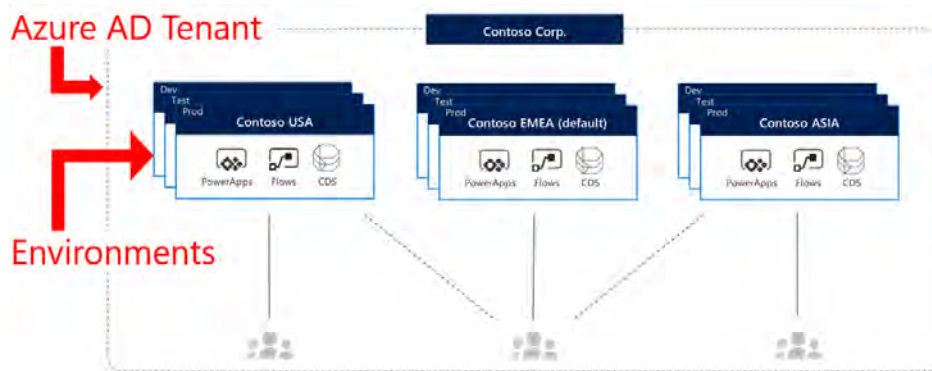 Azure AD Tenant
Contoso Corp.
Dev
Test
Prod
Contoso USA
PowerApps
Flows
CDS
Dev
Test
Prod
Contoso EMEA (default)
PowerApps
Flows
CDS
Dev
Test
Prod
Contoso ASIA
PowerApps
Flows
CDS
Environments